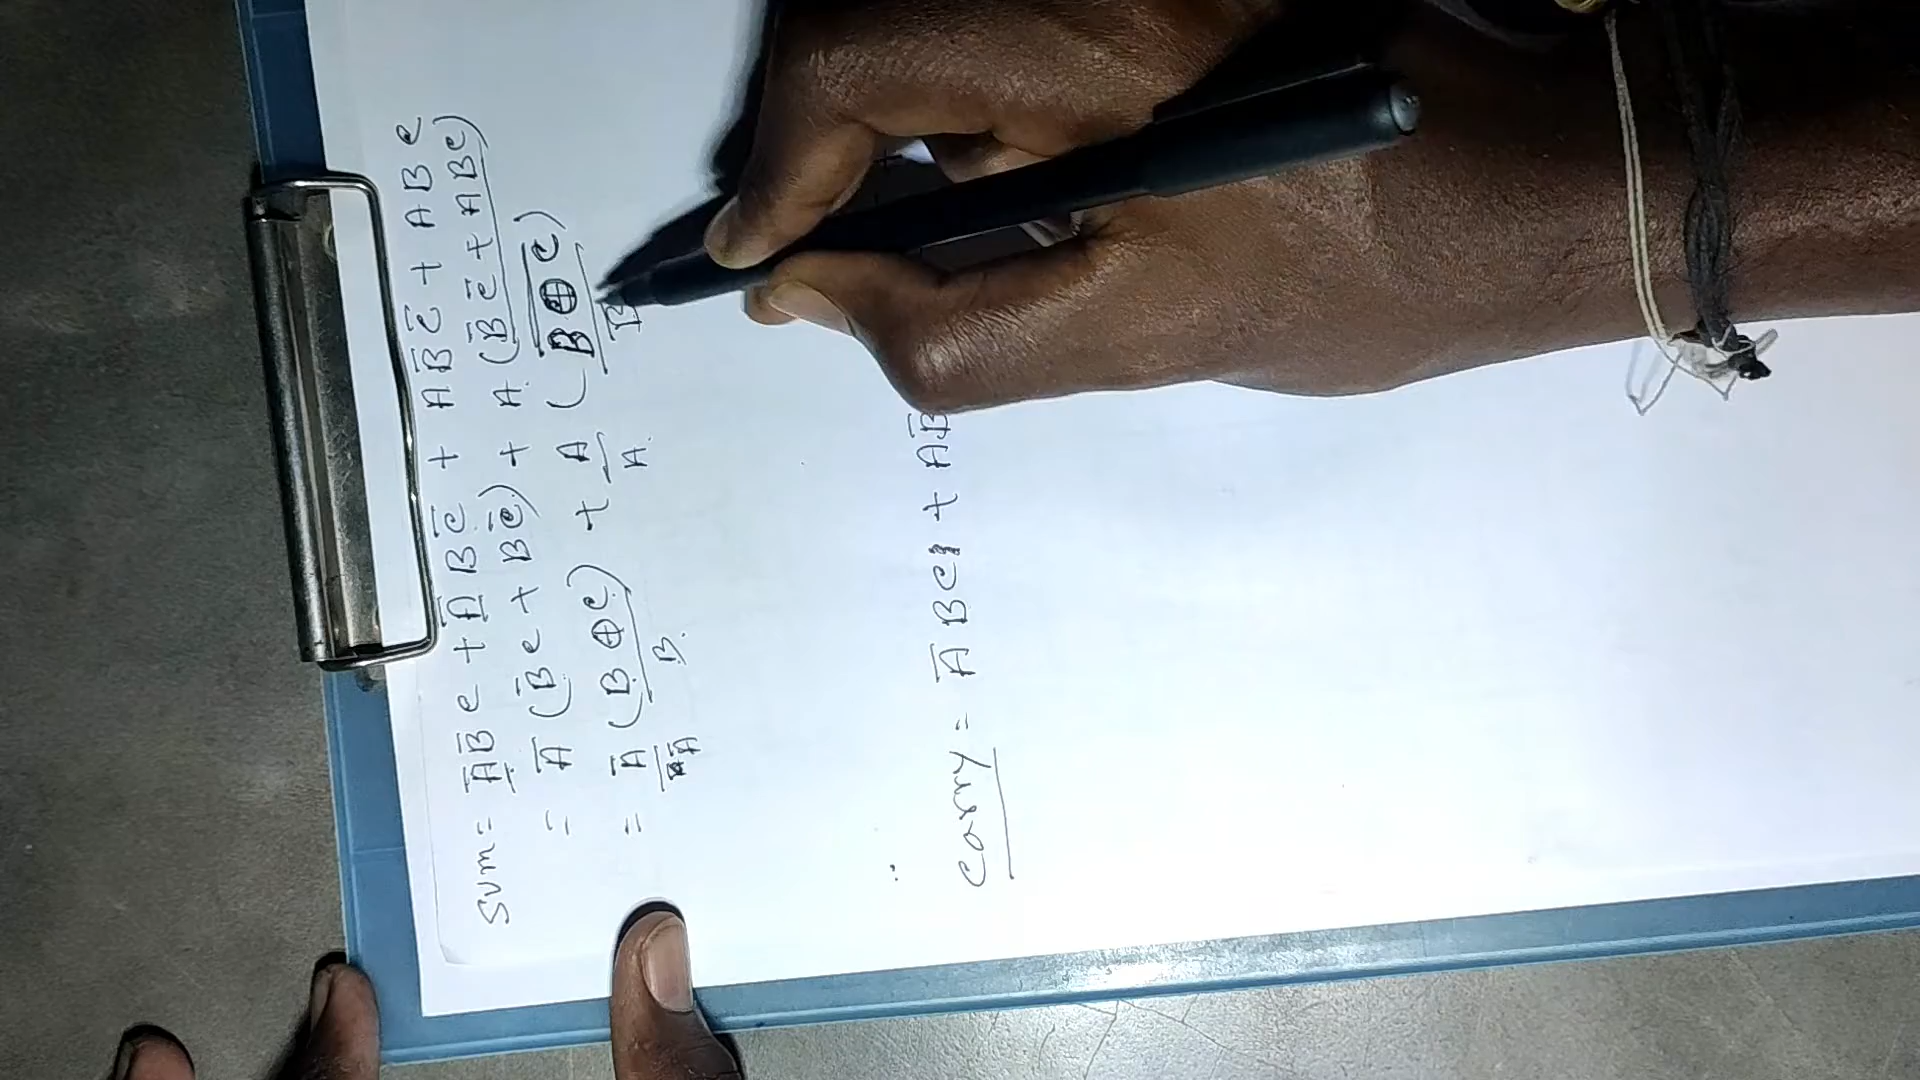 Sum = A̅B̅C + A̅BC̅ + AB̅C̅ + ABC
= A̅(B̅C + BC̅) + A(B̅C̅ + ABC)
= A̅(B⊕C) + A(B̅⊕̅C̅)
A̅ B A B̅
∴
Carry = A̅BC + AB̅